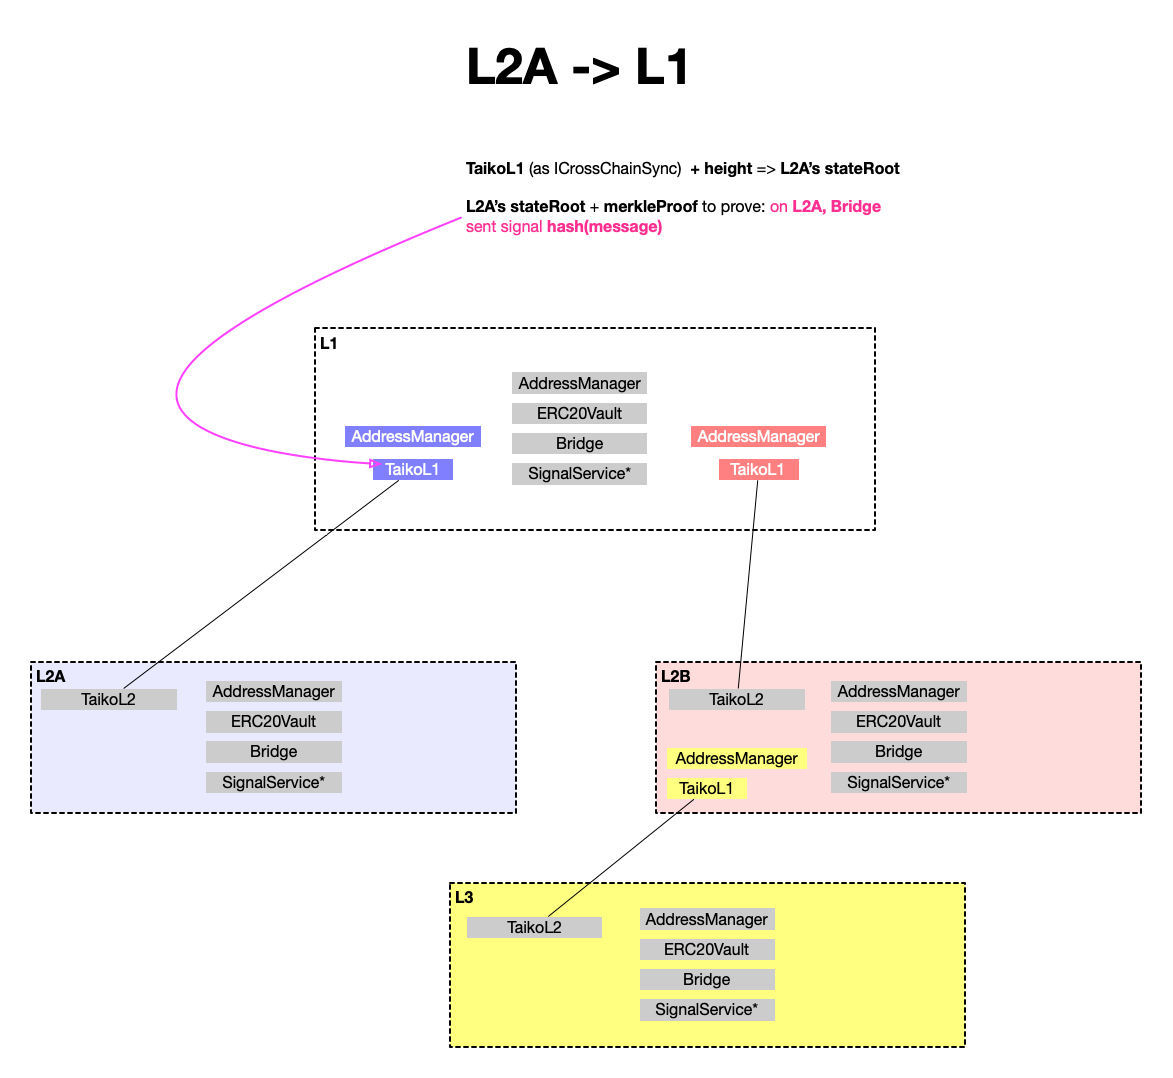 L2A -> L1
TaikoL1 (as ICrossChainSync)  + height => L2A’s stateRoot
L2A’s stateRoot + merkleProof to prove: on L2A, Bridge
sent signal hash(message)
L1
AddressManager
ERC20Vault
Bridge
SignalService*
AddressManager
TaikoL1
AddressManager
TaikoL1
L2A
TaikoL2
AddressManager
ERC20Vault
Bridge
SignalService*
L2B
TaikoL2
AddressManager
TaikoL1
AddressManager
ERC20Vault
Bridge
SignalService*
L3
TaikoL2
AddressManager
ERC20Vault
Bridge
SignalService*